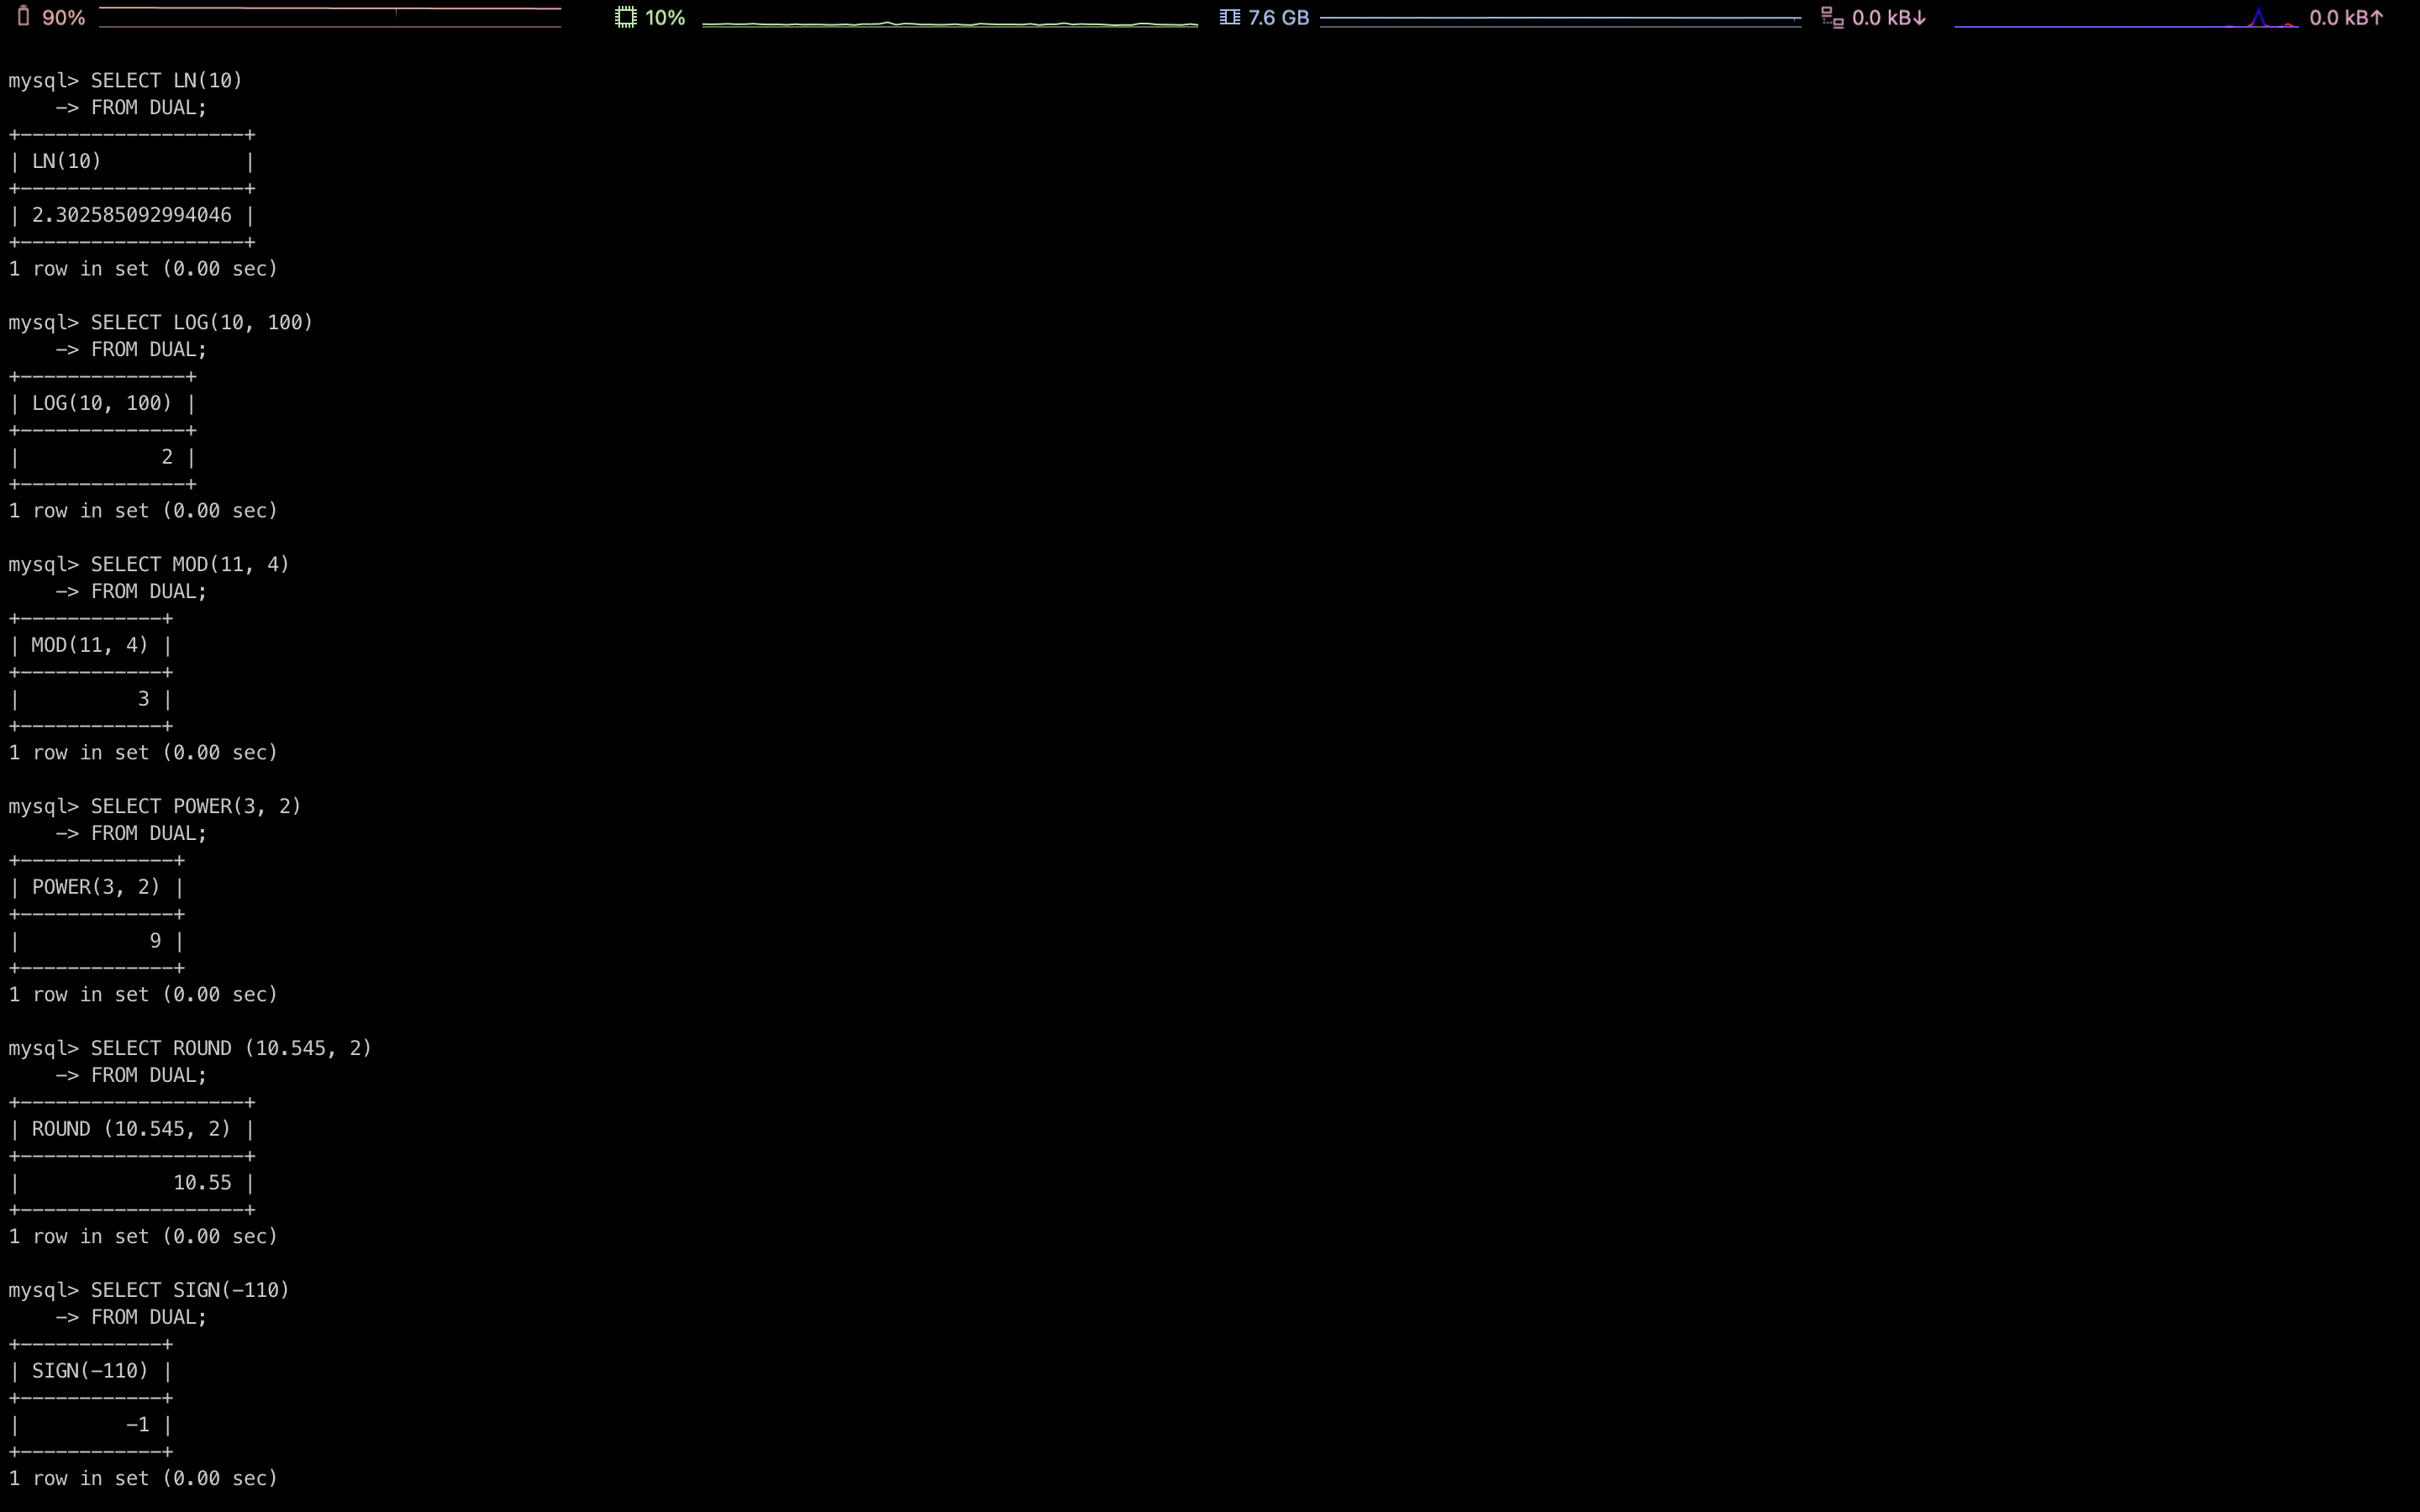 90% 10% 7.6 GB 0.0 kB↓ 0.0 kB↑
mysql> SELECT LN(10)
    -> FROM DUAL;
+-------------------+
| LN(10)            |
+-------------------+
| 2.302585092994046 |
+-------------------+
1 row in set (0.00 sec)

mysql> SELECT LOG(10, 100)
    -> FROM DUAL;
+--------------+
| LOG(10, 100) |
+--------------+
|            2 |
+--------------+
1 row in set (0.00 sec)

mysql> SELECT MOD(11, 4)
    -> FROM DUAL;
+------------+
| MOD(11, 4) |
+------------+
|          3 |
+------------+
1 row in set (0.00 sec)

mysql> SELECT POWER(3, 2)
    -> FROM DUAL;
+-------------+
| POWER(3, 2) |
+-------------+
|           9 |
+-------------+
1 row in set (0.00 sec)

mysql> SELECT ROUND (10.545, 2)
    -> FROM DUAL;
+-------------------+
| ROUND (10.545, 2) |
+-------------------+
|             10.55 |
+-------------------+
1 row in set (0.00 sec)

mysql> SELECT SIGN(-110)
    -> FROM DUAL;
+------------+
| SIGN(-110) |
+------------+
|         -1 |
+------------+
1 row in set (0.00 sec)